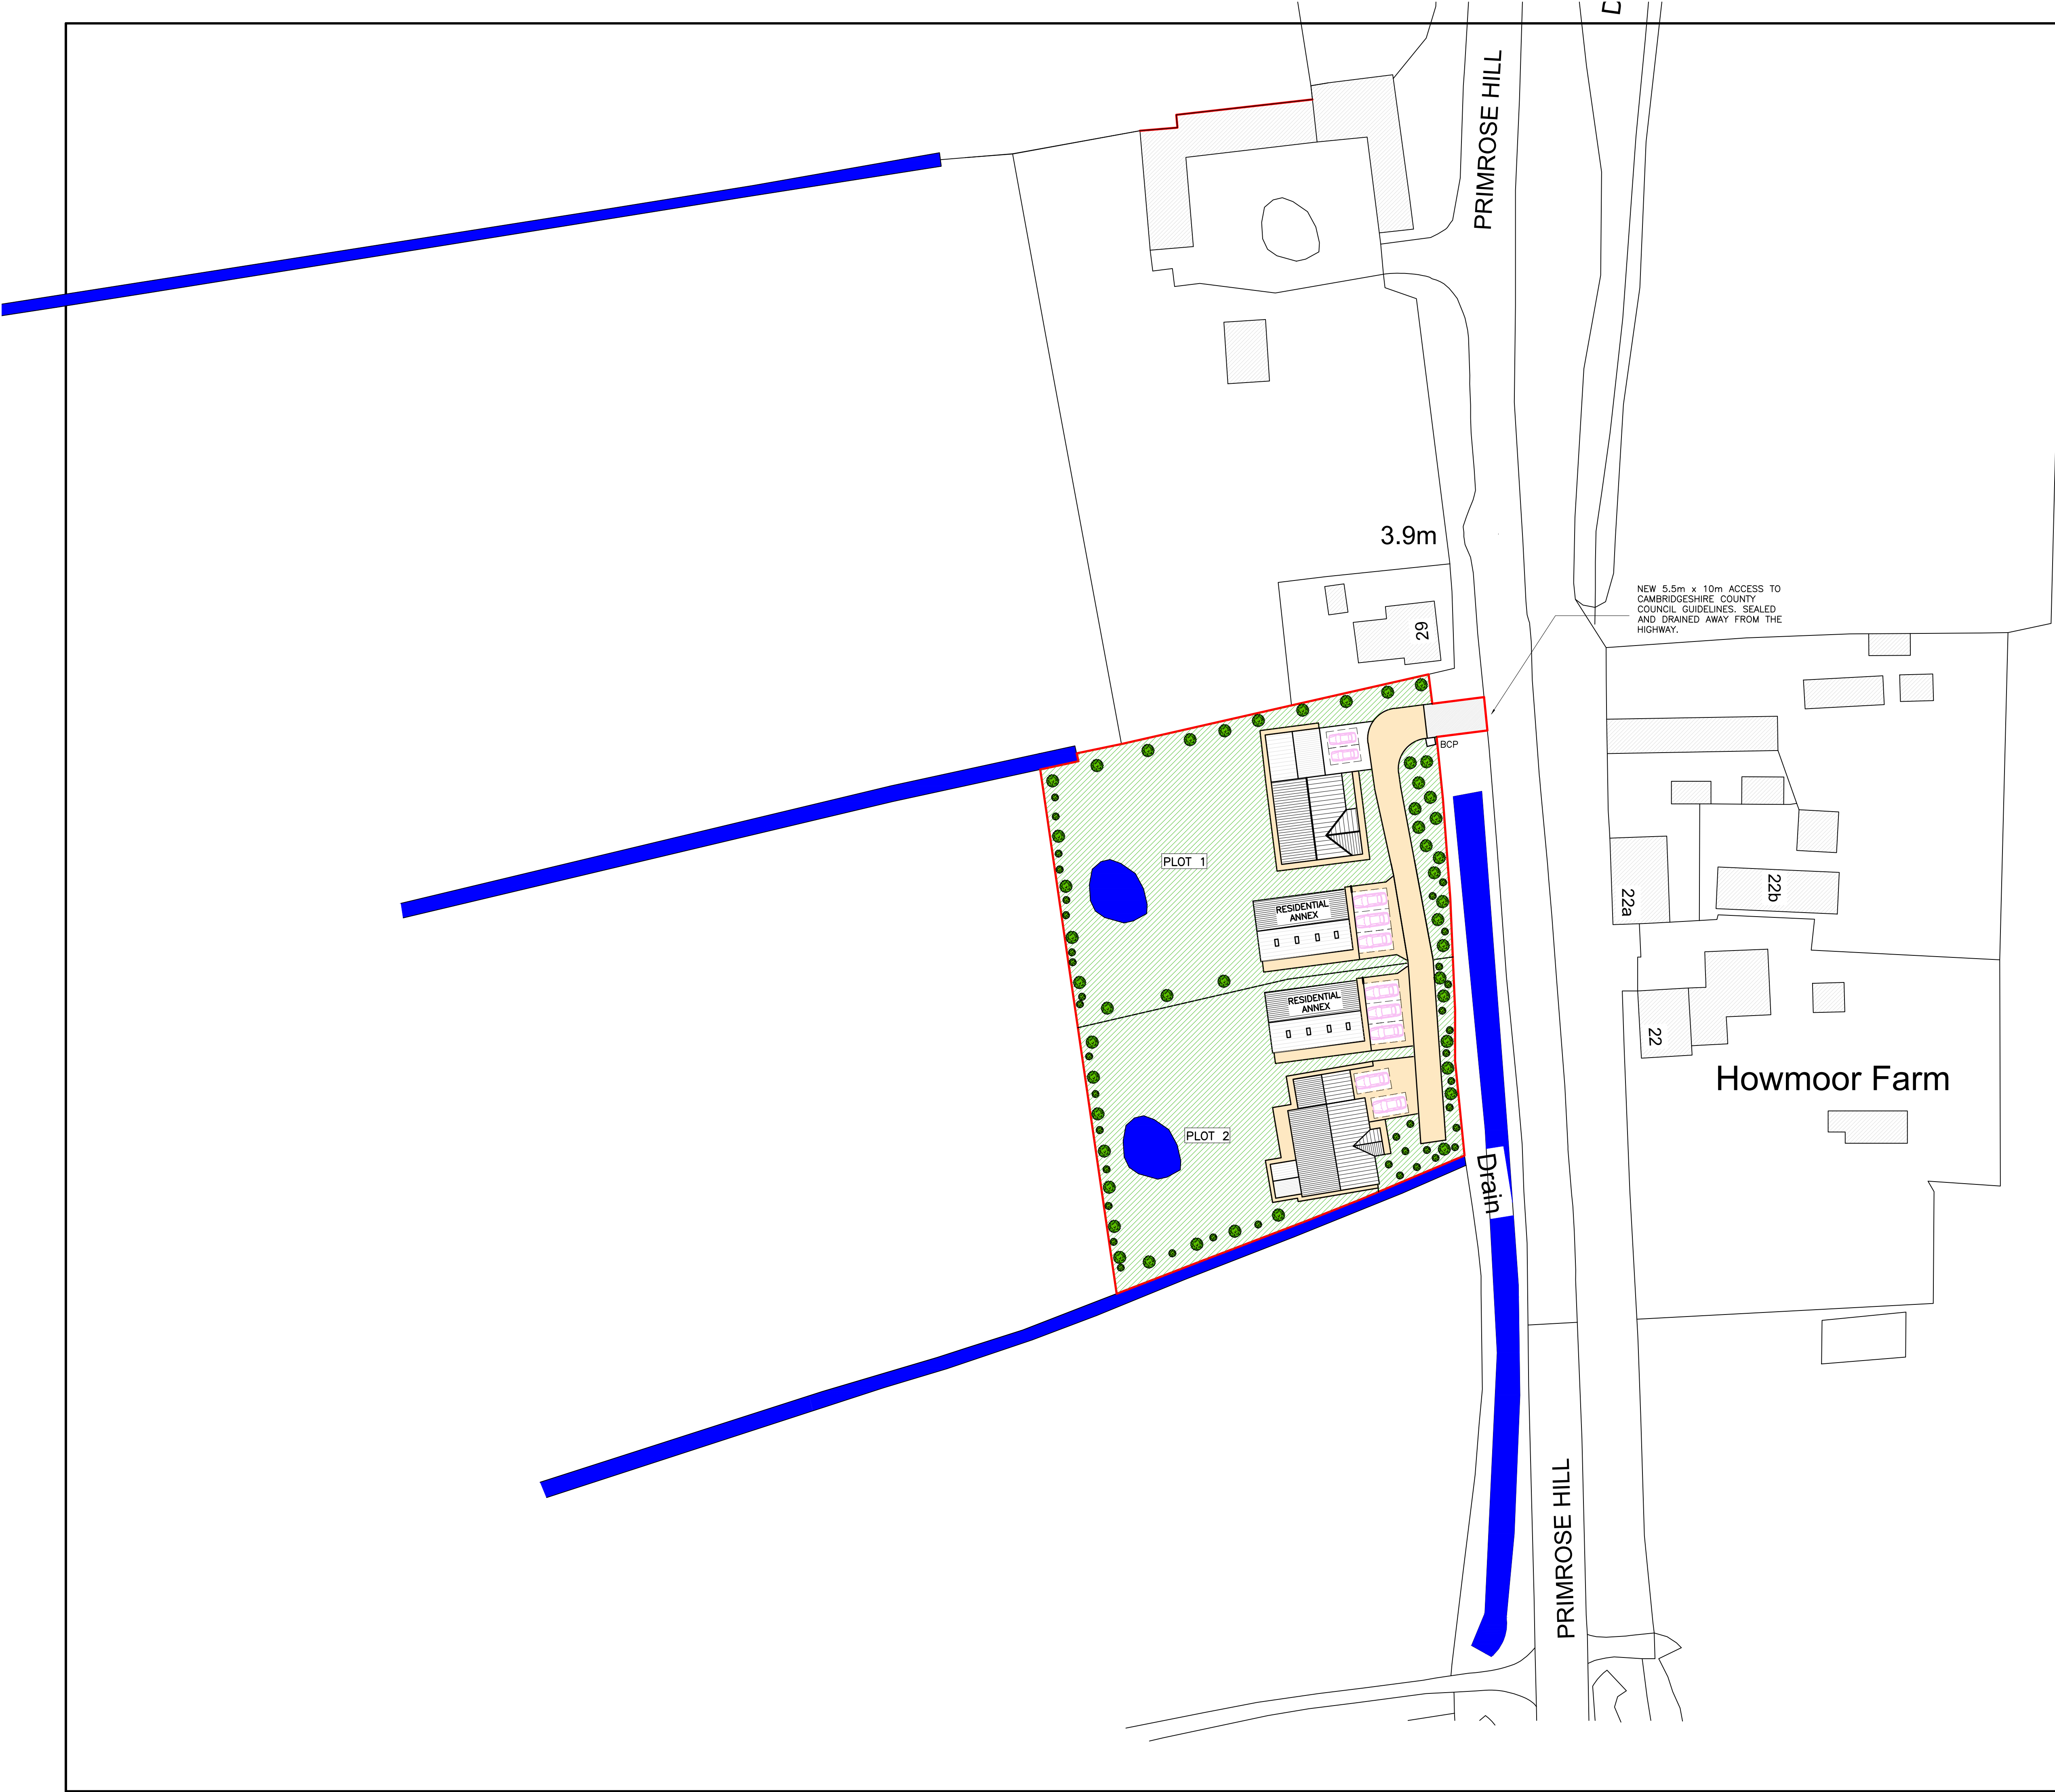 PRIMROSE HILL
3.9m
NEW 5.5m x 10m ACCESS TO
CAMBRIDGESHIRE COUNTY
COUNCIL GUIDELINES. SEALED
AND DRAINED AWAY FROM THE
HIGHWAY.
29
BCP
PLOT 1
RESIDENTIAL
ANNEX
22a
22b
RESIDENTIAL
ANNEX
22
Howmoor Farm
PLOT 2
Drain
PRIMROSE HILL